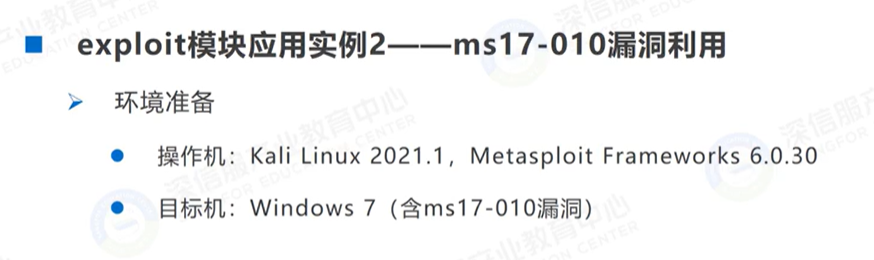 exploit模块应用实例2——ms17-010漏洞利用
环境准备
操作机：Kali Linux 2021.1，Metasploit Frameworks 6.0.30
目标机：Windows 7（含ms17-010漏洞）